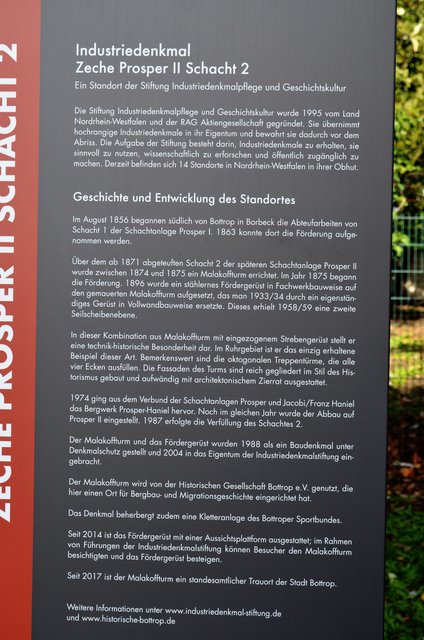 ZECHE PROSPER II SCHACHT 2
Industriedenkmal
Zeche Prosper II Schacht 2
Ein Standort der Stiftung Industriedenkmalpflege und Geschichtskultur
Die Stiftung Industriedenkmalpflege und Geschichtskultur wurde 1995 vom Land
Nordrhein-Westfalen und der RAG Aktiengesellschaft gegründet. Sie übernimmt
hochrangige Industriedenkmale in ihr Eigentum und bewahrt sie dadurch vor dem
Abriss. Die Aufgabe der Stiftung besteht darin, Industriedenkmale zu erhalten, sie
sinnvoll zu nutzen, wissenschaftlich zu erforschen und öffentlich zugänglich zu
machen. Derzeit befinden sich 14 Standorte in Nordrhein-Westfalen in ihrer Obhut.
Geschichte und Entwicklung des Standortes
Im August 1856 begannen südlich von Bottrop in Borbeck die Abteufarbeiten von
Schacht 1 der Schachtanlage Prosper I. 1863 konnte dort die Förderung aufge-
nommen werden.
Über dem ab 1871 abgeteuften Schacht 2 der späteren Schachtanlage Prosper II
wurde zwischen 1874 und 1875 ein Malakoffturm errichtet. Im Jahr 1875 begann
die Förderung. 1896 wurde ein stählernes Fördergerüst in Fachwerkbauweise auf
den gemauerten Malakoffturm aufgesetzt, das man 1933/34 durch ein eigenständi-
ges Gerüst in Vollwandbauweise ersetzte. Dieses erhielt 1958/59 eine zweite
Seilscheibenebene.
In dieser Kombination aus Malakoffturm mit eingezogenem Strebengerüst stellt er
eine technik-historische Besonderheit dar. Im Ruhrgebiet ist er das einzig erhaltene
Beispiel dieser Art. Bemerkenswert sind die oktogonalen Treppentürme, die alle
vier Ecken ausfüllen. Die Fassaden des Turms sind reich gegliedert im Stil des His-
torismus gebaut und aufwändig mit architektonischem Zierrat ausgestattet.
1974 ging aus dem Verbund der Schachtanlagen Prosper und Jacobi/Franz Haniel
das Bergwerk Prosper-Haniel hervor. Noch im gleichen Jahr wurde der Abbau auf
Prosper II eingestellt. 1987 erfolgte die Verfüllung des Schachtes 2.
Der Malakoffturm und das Fördergerüst wurden 1988 als ein Baudenkmal unter
Denkmalschutz gestellt und 2004 in das Eigentum der Industriedenkmalstiftung ein-
gebracht.
Der Malakoffturm wird von der Historischen Gesellschaft Bottrop e.V. genutzt, die
hier einen Ort für Bergbau- und Migrationsgeschichte eingerichtet hat.
Das Denkmal beherbergt zudem eine Kletteranlage des Bottroper Sportbundes.
Seit 2014 ist das Fördergerüst mit einer Aussichtsplattform ausgestattet; im Rahmen
von Führungen der Industriedenkmalstiftung können Besucher den Malakoffturm
besichtigten und das Fördergerüst besteigen.
Seit 2017 ist der Malakoffturm ein standesamtlicher Trauort der Stadt Bottrop.
Weitere Informationen unter www.industriedenkmal-stiftung.de
und www.historische-bottrop.de